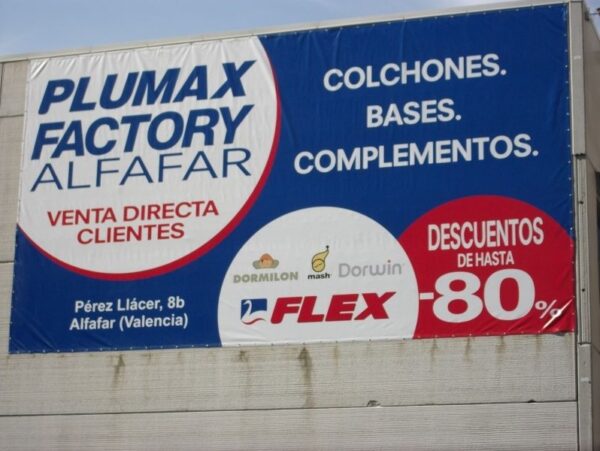 PLUMAX
FACTORY
ALFAFAR
VENTA DIRECTA
CLIENTES
Pérez Llácer, 8b
Alfafar (Valencia)
COLCHONES.
BASES.
COMPLEMENTOS.
DORMILON
mash
Dorwin
FLEX
DESCUENTOS
DE HASTA
-80%